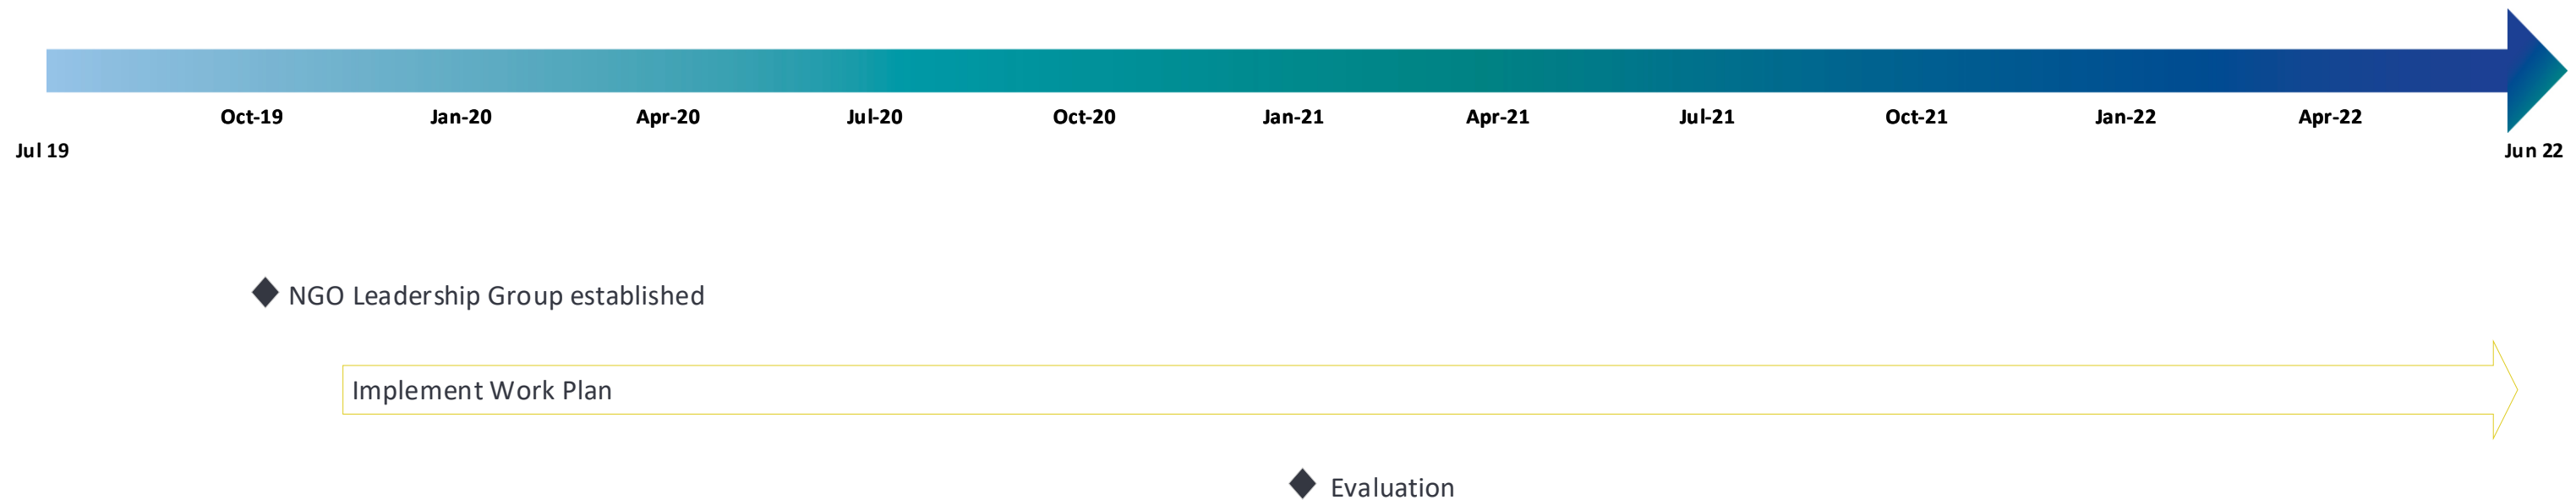 Oct-19 Jan-20 Apr-20 Jul-20 Oct-20 Jan-21 Apr-21 Jul-21 Oct-21 Jan-22 Apr-22
Jul 19 Jun 22
NGO Leadership Group established
Implement Work Plan
Evaluation